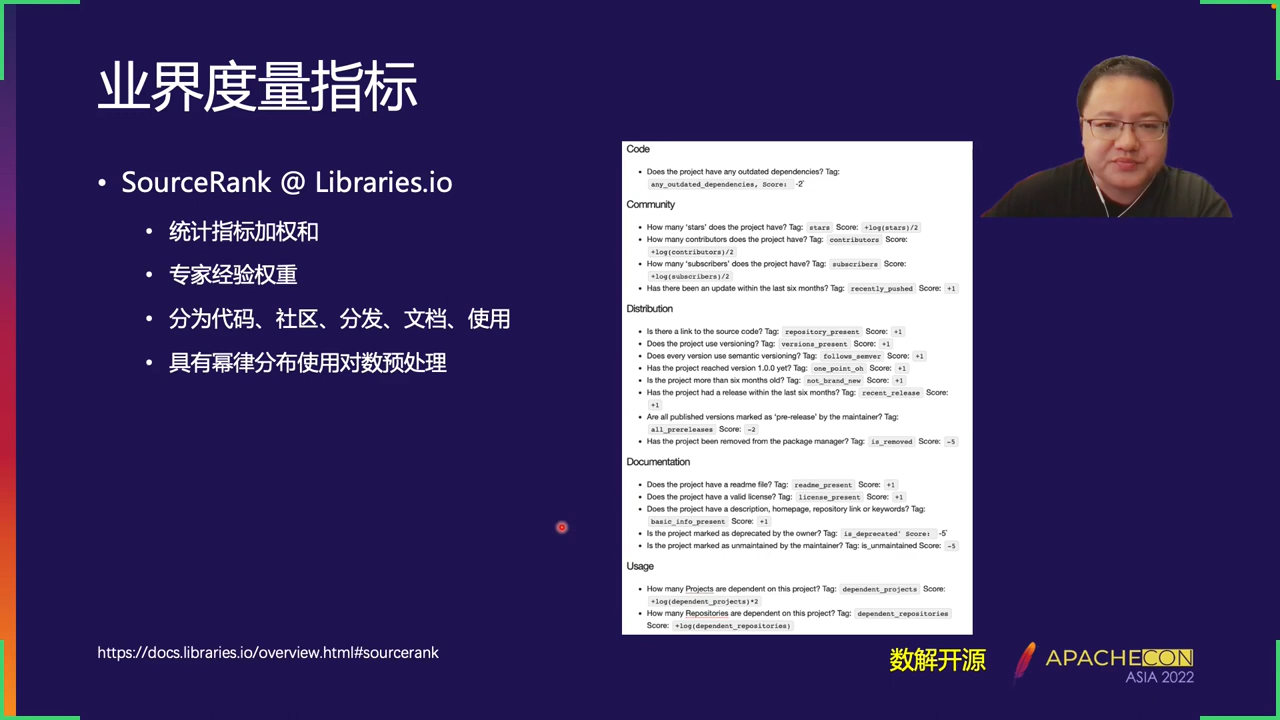 业界度量指标
• SourceRank @ Libraries.io
• 统计指标加权和
• 专家经验权重
• 分为代码、社区、分发、文档、使用
• 具有幂律分布使用对数预处理
https://docs.libraries.io/overview.html#sourcerank
Code
• Does the project have any outdated dependencies? Tag:
any_outdated_dependencies, Score: -2`
Community
• How many 'stars' does the project have? Tag: stars Score: +log(stars)/2
• How many contributors does the project have? Tag: contributors Score:
+log(contributors)/2
• How many 'subscribers' does the project have? Tag: subscribers Score:
+log(subscribers)/2
• Has there been an update within the last six months? Tag: recently_pushed Score: +1
Distribution
• Is there a link to the source code? Tag: repository_present Score: +1
• Does the project use versioning? Tag: versions_present Score: +1
• Does every version use semantic versioning? Tag: follows_semver Score: +1
• Has the project reached version 1.0.0 yet? Tag: one_point_oh Score: +1
• Is the project more than six months old? Tag: not_brand_new Score: +1
• Has the project had a release within the last six months? Tag: recent_release Score:
+1
• Are all published versions marked as 'pre-release' by the maintainer? Tag:
all_prereleases Score: -2
• Has the project been removed from the package manager? Tag: is_removed Score: -5
Documentation
• Does the project have a readme file? Tag: readme_present Score: +1
• Does the project have a valid license? Tag: license_present Score: +1
• Does the project have a description, homepage, repository link or keywords? Tag:
basic_info_present Score: +1
• Is the project marked as deprecated by the owner? Tag: is_deprecated' Score: -5`
• Is the project marked as unmaintained by the maintainer? Tag: is_unmaintained Score: -5
Usage
• How many Projects are dependent on this project? Tag: dependent_projects Score:
+log(dependent_projects)*2
• How many Repositories are dependent on this project? Tag: dependent_repositories
Score: +log(dependent_repositories)
数解开源
APACHECON
ASIA 2022